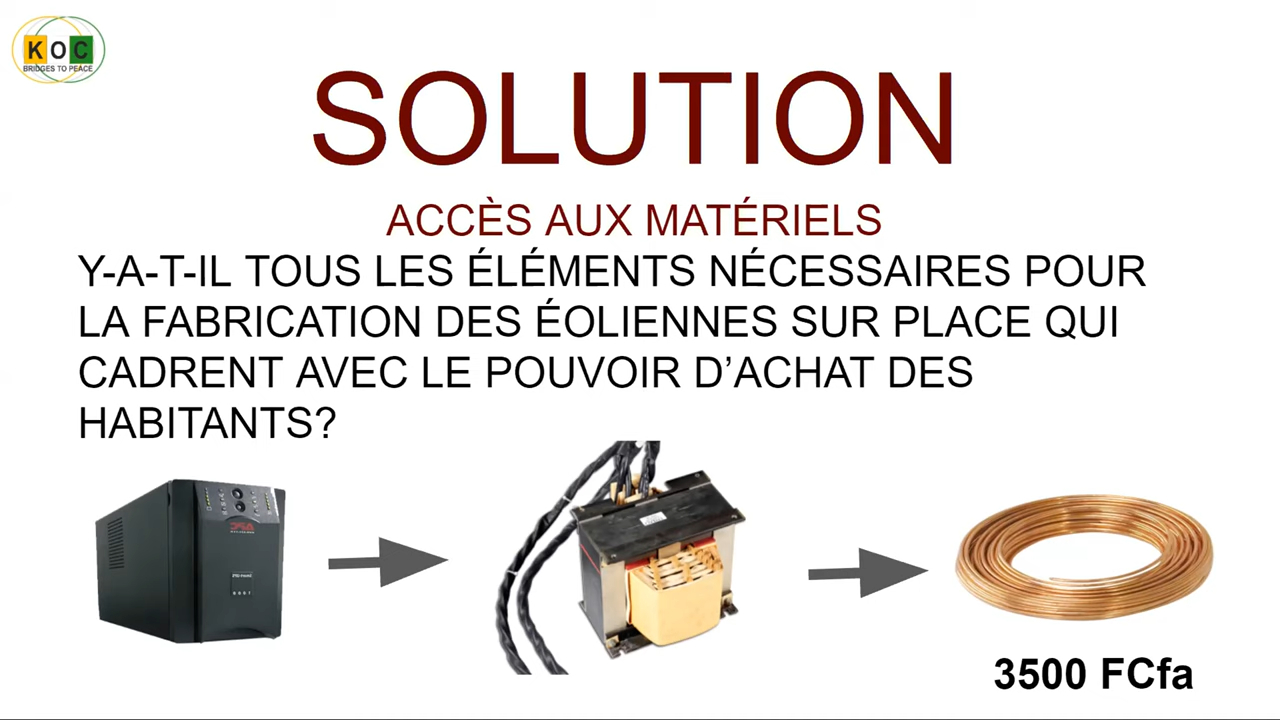 KOC
BRIDGES TO PEACE
SOLUTION
ACCÈS AUX MATÉRIELS
Y-A-T-IL TOUS LES ÉLÉMENTS NÉCESSAIRES POUR
LA FABRICATION DES ÉOLIENNES SUR PLACE QUI
CADRENT AVEC LE POUVOIR D’ACHAT DES
HABITANTS?
3500 FCfa